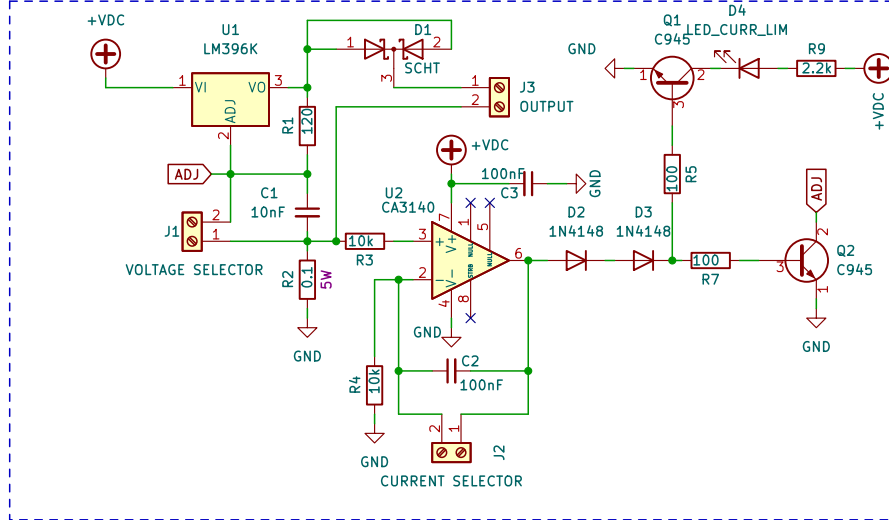 +VDC
U1
LM396K
1
VI
VO
3
ADJ
2
D1
1
2
3
SCHT
J3
1
2
OUTPUT
R1
120
ADJ
C1
10nF
J1
2
1
VOLTAGE SELECTOR
R2
0.1
5W
GND
10k
R3
U2
CA3140
+VDC
100nF
C3
GND
7
1
5
3
+
V+
NULL
NULL
6
2
-
V-
STRB
4
8
GND
R4
10k
GND
C2
100nF
2
1
J2
CURRENT SELECTOR
D2
1N4148
D3
1N4148
GND
Q1
C945
1
2
3
D4
LED_CURR_LIM
R9
2.2k
+VDC
100
R5
100
R7
ADJ
2
3
1
Q2
C945
GND